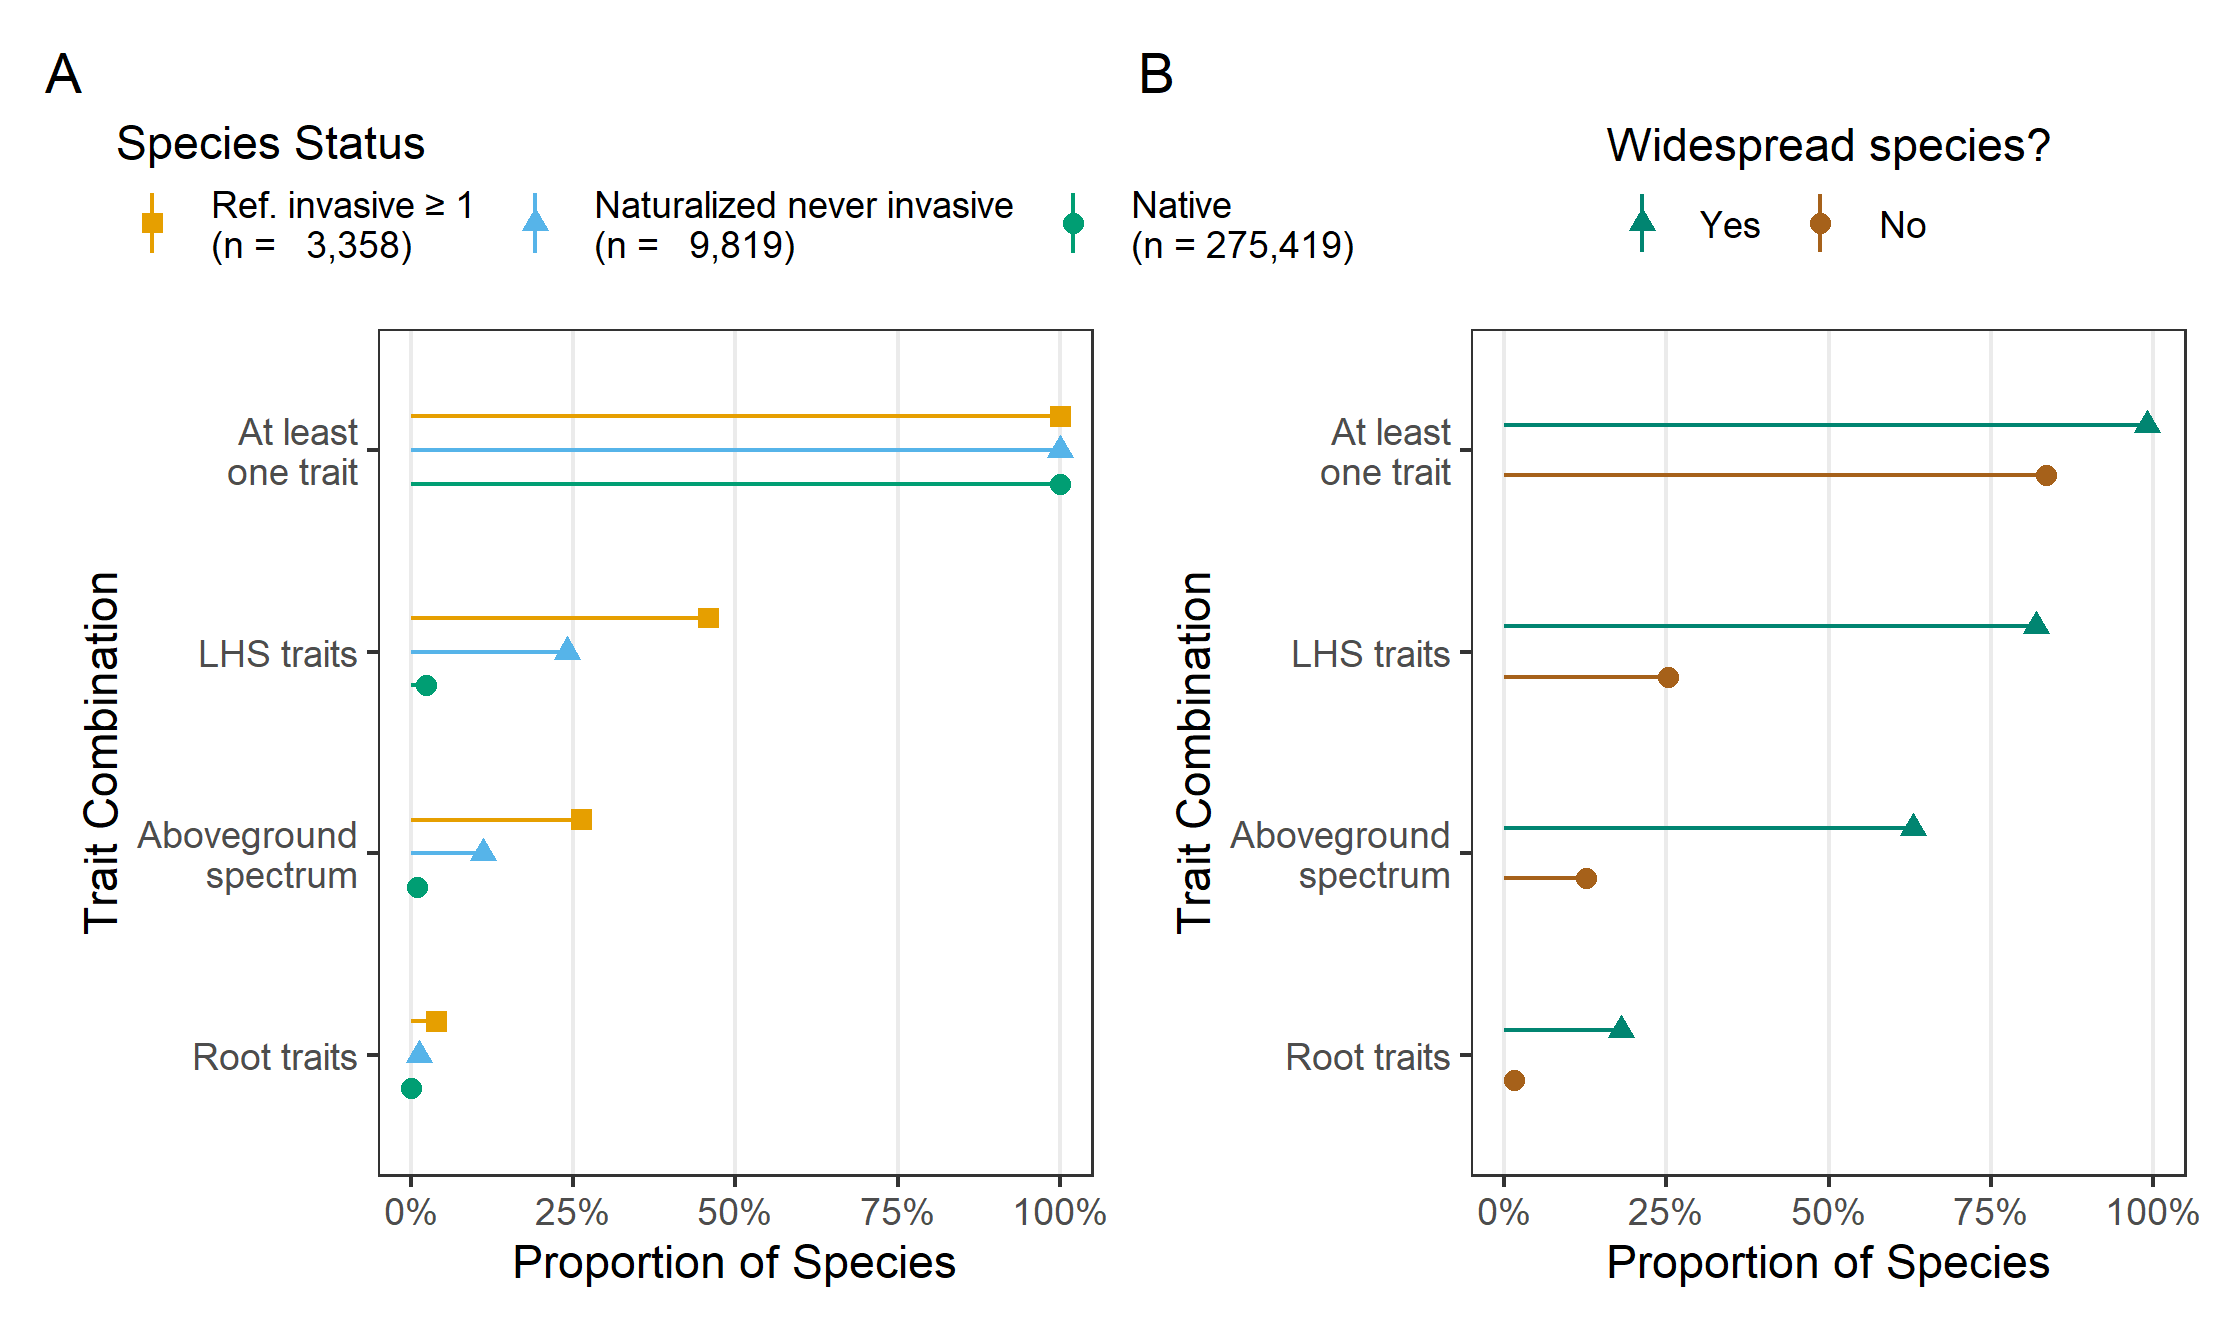 A
Species Status
Ref. invasive ≥ 1
(n =   3,358)
Naturalized never invasive
(n =   9,819)
Native
(n = 275,419)
Trait Combination
At least
one trait
LHS traits
Aboveground
spectrum
Root traits
0% 25% 50% 75% 100%
Proportion of Species
B
Widespread species?
Yes
No
Trait Combination
At least
one trait
LHS traits
Aboveground
spectrum
Root traits
0% 25% 50% 75% 100%
Proportion of Species